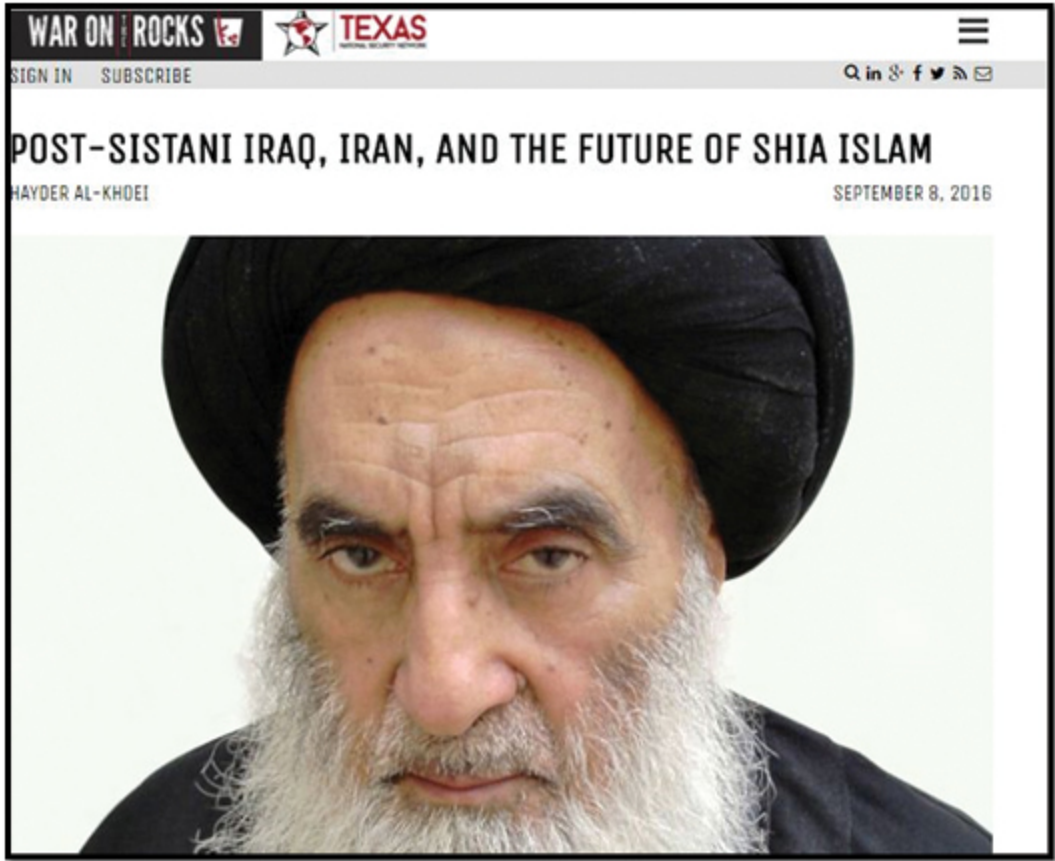 WAR ON THE ROCKS TEXAS
NATIONAL SECURITY NETWORK
SIGN IN SUBSCRIBE
POST-SISTANI IRAQ, IRAN, AND THE FUTURE OF SHIA ISLAM
HAYDER AL-KHOEI SEPTEMBER 8, 2016